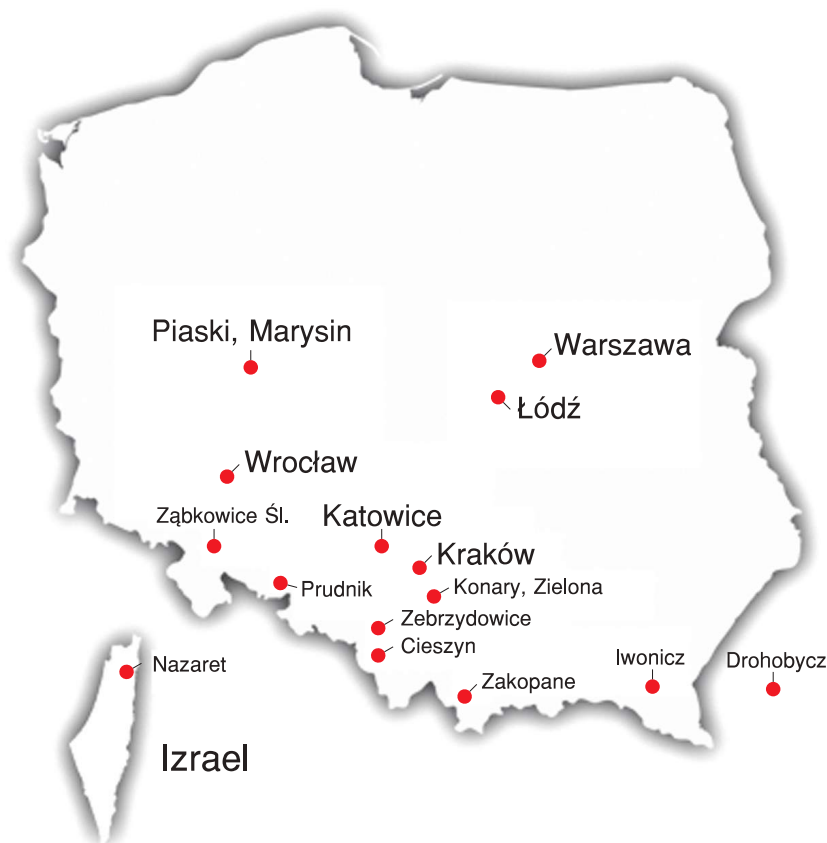 Piaski, Marysin
Warszawa
Łódź
Wrocław
Ząbkowice Śl.
Katowice
Kraków
Prudnik
Konary, Zielona
Zebrzydowice
Cieszyn
Iwonicz
Drohobycz
Nazaret
Zakopane
Izrael